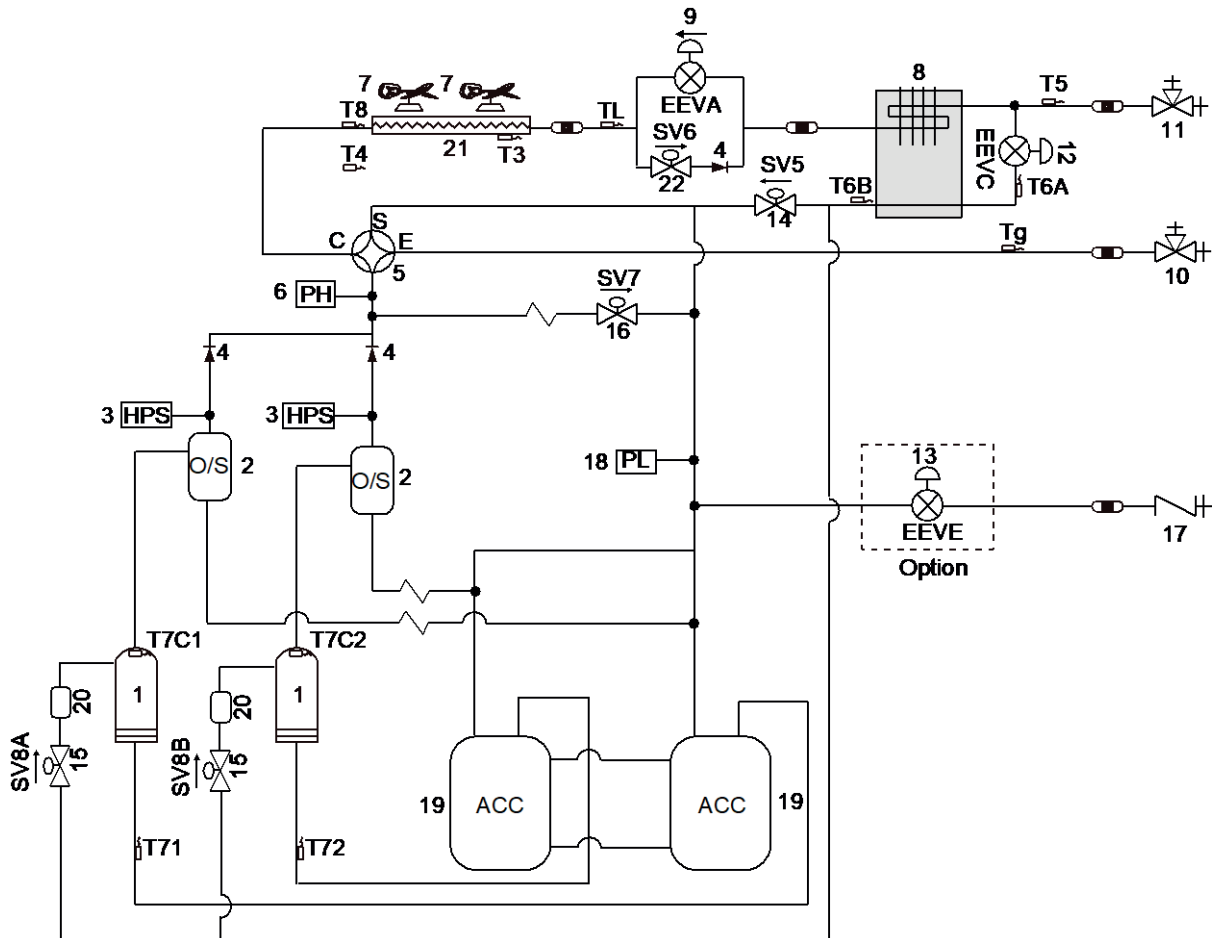 9
7 7
8
T8
TL
EEVA
T5
SV6
11
21
T3
4
T4
22
SV5
EEVC
12
T6B
T6A
14
S
C
E
5
Tg
10
6 PH
SV7
16
4
4
3 HPS
3 HPS
O/S 2
O/S 2
18 PL
13
EEVE
17
Option
T7C1
T7C2
1
1
20
20
SV8A
15
SV8B
15
19 ACC
ACC 19
T71
T72